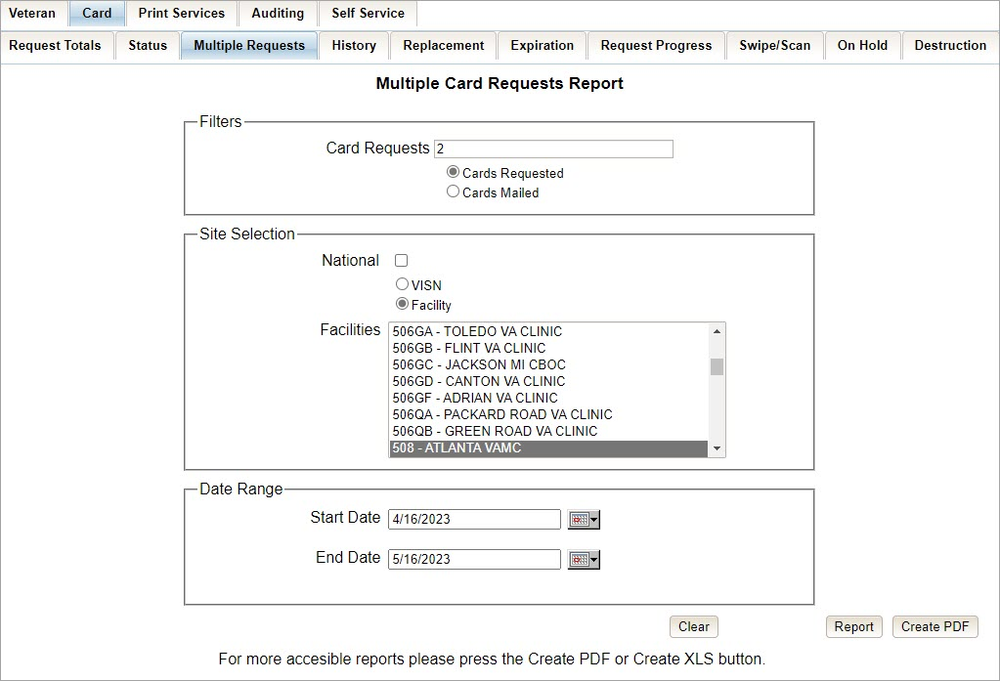 Veteran Card Print Services Auditing Self Service
Request Totals Status Multiple Requests History Replacement Expiration Request Progress Swipe/Scan On Hold Destruction
Multiple Card Requests Report
Filters
Card Requests 2
Cards Requested
Cards Mailed
Site Selection
National
VISN
Facility
Facilities 506GA - TOLEDO VA CLINIC
506GB - FLINT VA CLINIC
506GC - JACKSON MI CBOC
506GD - CANTON VA CLINIC
506GF - ADRIAN VA CLINIC
506QA - PACKARD ROAD VA CLINIC
506QB - GREEN ROAD VA CLINIC
508 - ATLANTA VAMC
Date Range
Start Date 4/16/2023
End Date 5/16/2023
Clear Report Create PDF
For more accesible reports please press the Create PDF or Create XLS button.